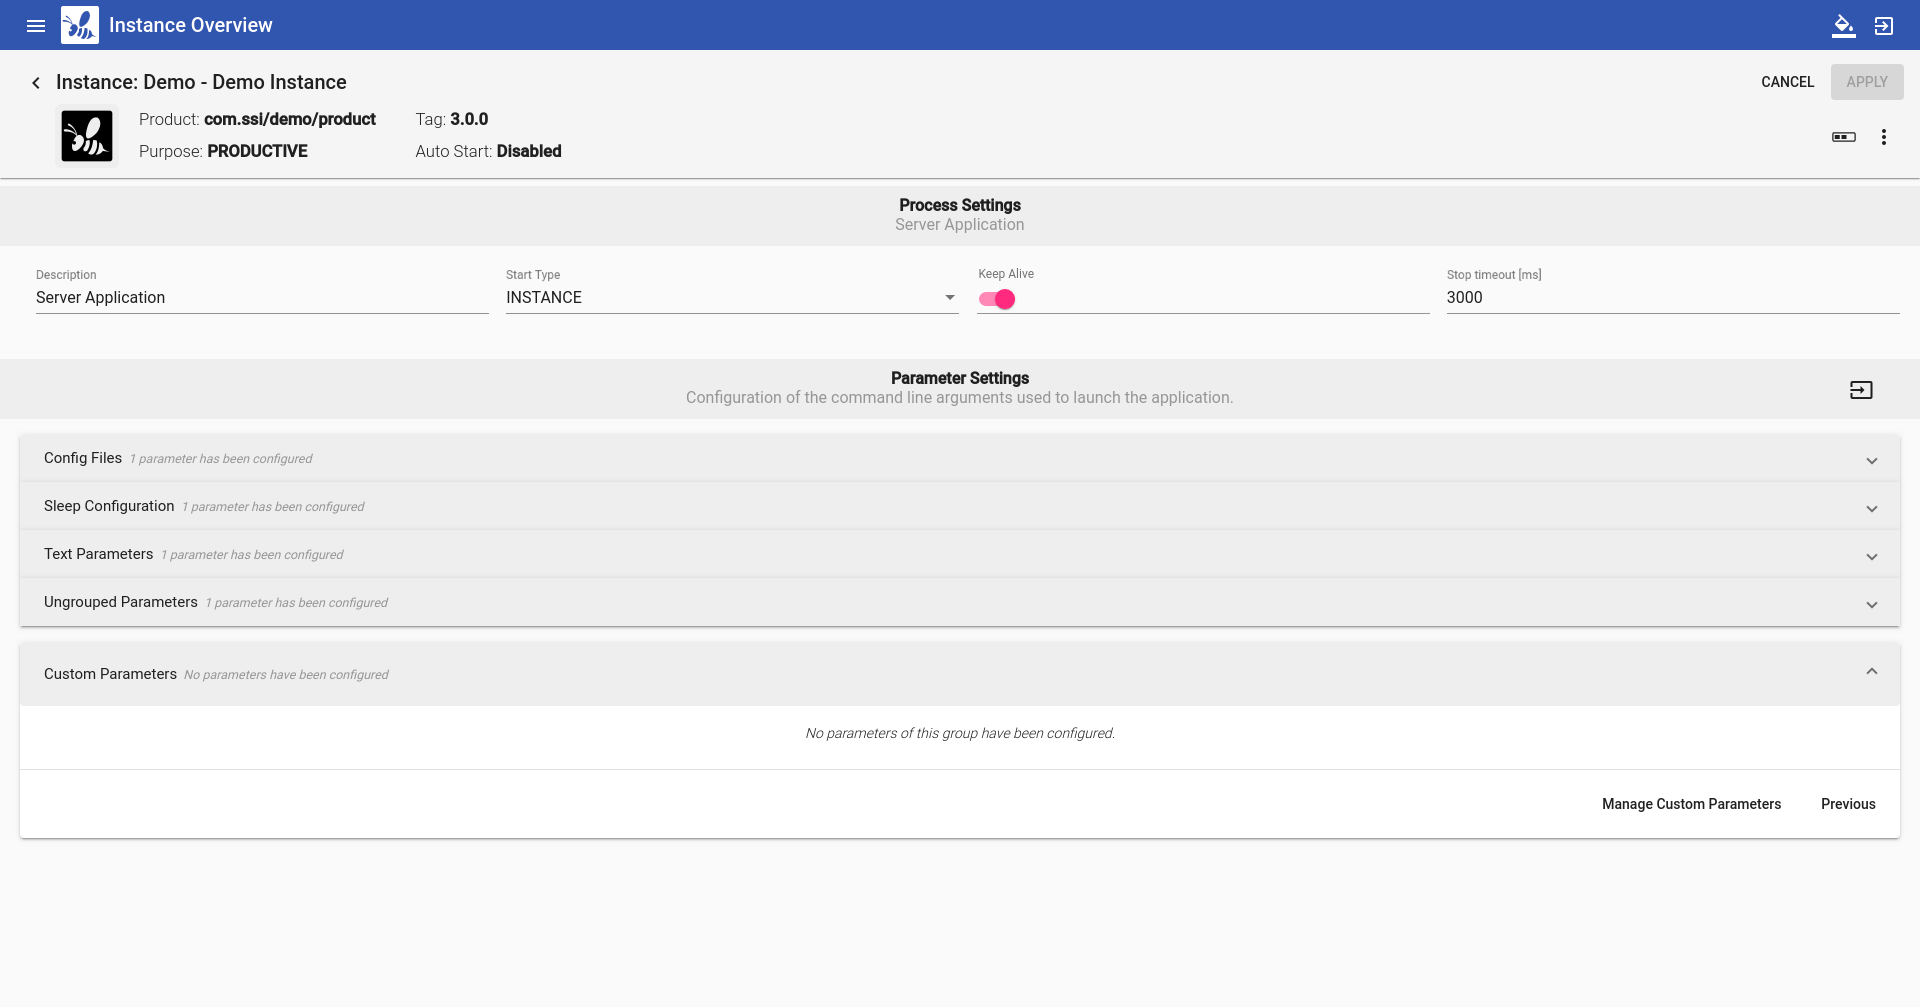 Instance Overview
Instance: Demo - Demo Instance
CANCEL
APPLY
Product: com.ssi/demo/product
Tag: 3.0.0
Purpose: PRODUCTIVE
Auto Start: Disabled
Process Settings
Server Application
Description
Server Application
Start Type
INSTANCE
Keep Alive
Stop timeout [ms]
3000
Parameter Settings
Configuration of the command line arguments used to launch the application.
Config Files 1 parameter has been configured
Sleep Configuration 1 parameter has been configured
Text Parameters 1 parameter has been configured
Ungrouped Parameters 1 parameter has been configured
Custom Parameters No parameters have been configured
No parameters of this group have been configured.
Manage Custom Parameters
Previous